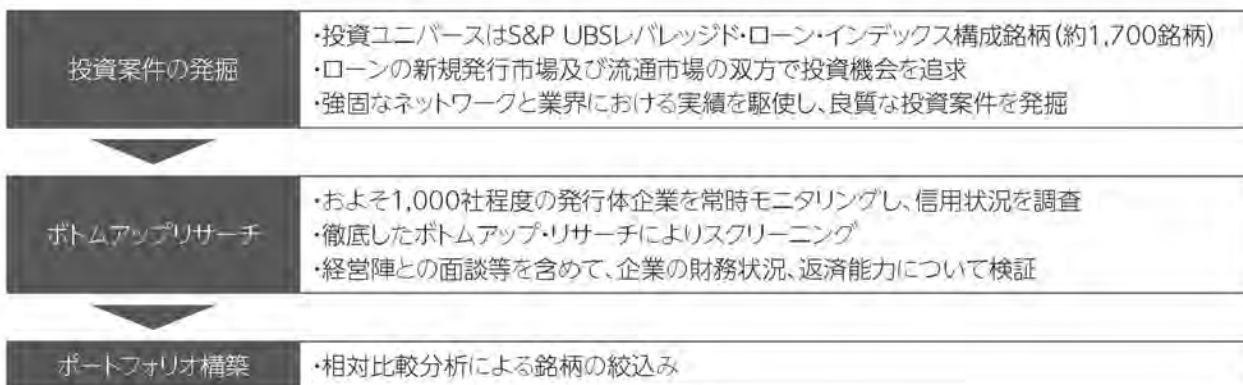 投資案件の発掘
・投資ユニバースはS&P UBSレバレッジド・ローン・インデックス構成銘柄(約1,700銘柄)
・ローンの新規発行市場及び流通市場の双方で投資機会を追求
・強固なネットワークと業界における実績を駆使し、良質な投資案件を発掘
ボトムアップリサーチ
・およそ1,000社程度の発行体企業を常時モニタリングし、信用状況を調査
・徹底したボトムアップ・リサーチによりスクリーニング
・経営陣との面談等を含めて、企業の財務状況、返済能力について検証
ポートフォリオ構築
・相対比較分析による銘柄の絞込み